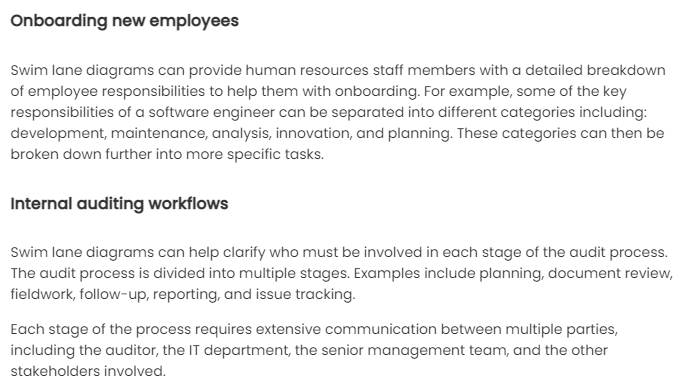 Onboarding new employees
Swim lane diagrams can provide human resources staff members with a detailed breakdown
of employee responsibilities to help them with onboarding. For example, some of the key
responsibilities of a software engineer can be separated into different categories including:
development, maintenance, analysis, innovation, and planning. These categories can then be
broken down further into more specific tasks.
Internal auditing workflows
Swim lane diagrams can help clarify who must be involved in each stage of the audit process.
The audit process is divided into multiple stages. Examples include planning, document review,
fieldwork, follow-up, reporting, and issue tracking.
Each stage of the process requires extensive communication between multiple parties,
including the auditor, the IT department, the senior management team, and the other
stakeholders involved.